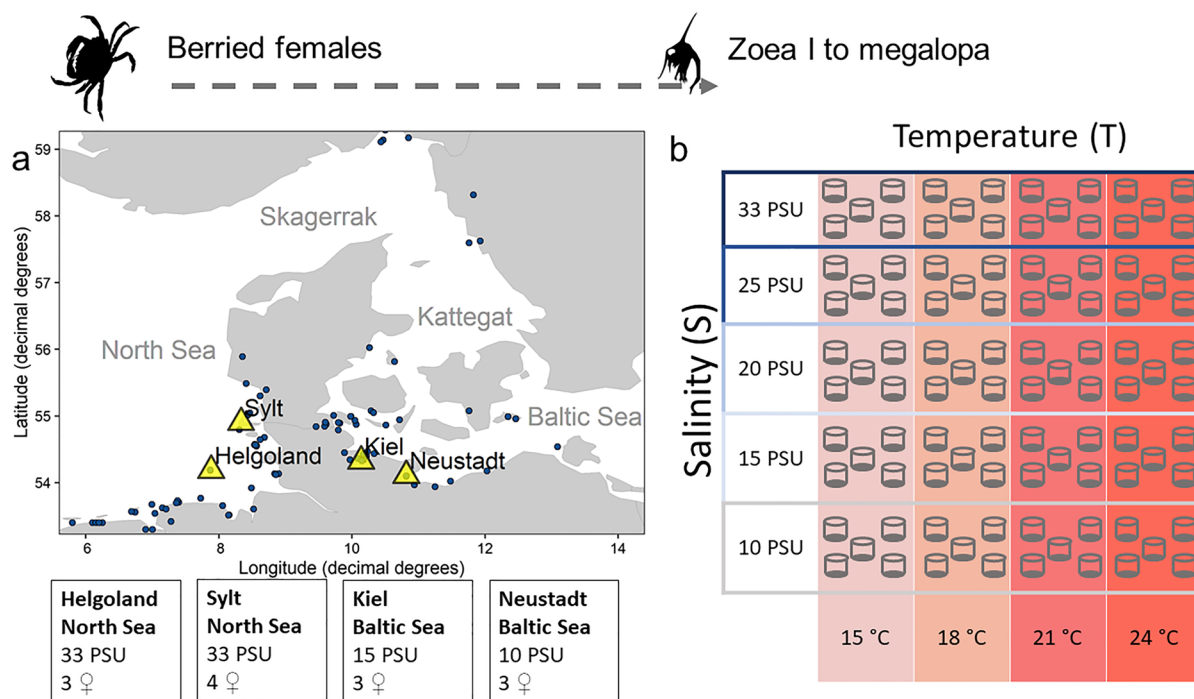 Berried females
Zoea I to megalopa
a
Latitude (decimal degrees)
59
58
57
56
55
54
Skagerrak
Kattegat
North Sea
Baltic Sea
Sylt
Helgoland
Kiel
Neustadt
6 8 10 12 14
Longitude (decimal degrees)
Helgoland
North Sea
33 PSU
3 ♀
Sylt
North Sea
33 PSU
4 ♀
Kiel
Baltic Sea
15 PSU
3 ♀
Neustadt
Baltic Sea
10 PSU
3 ♀
b
Temperature (T)
Salinity (S)
33 PSU
25 PSU
20 PSU
15 PSU
10 PSU
15 °C 18 °C 21 °C 24 °C